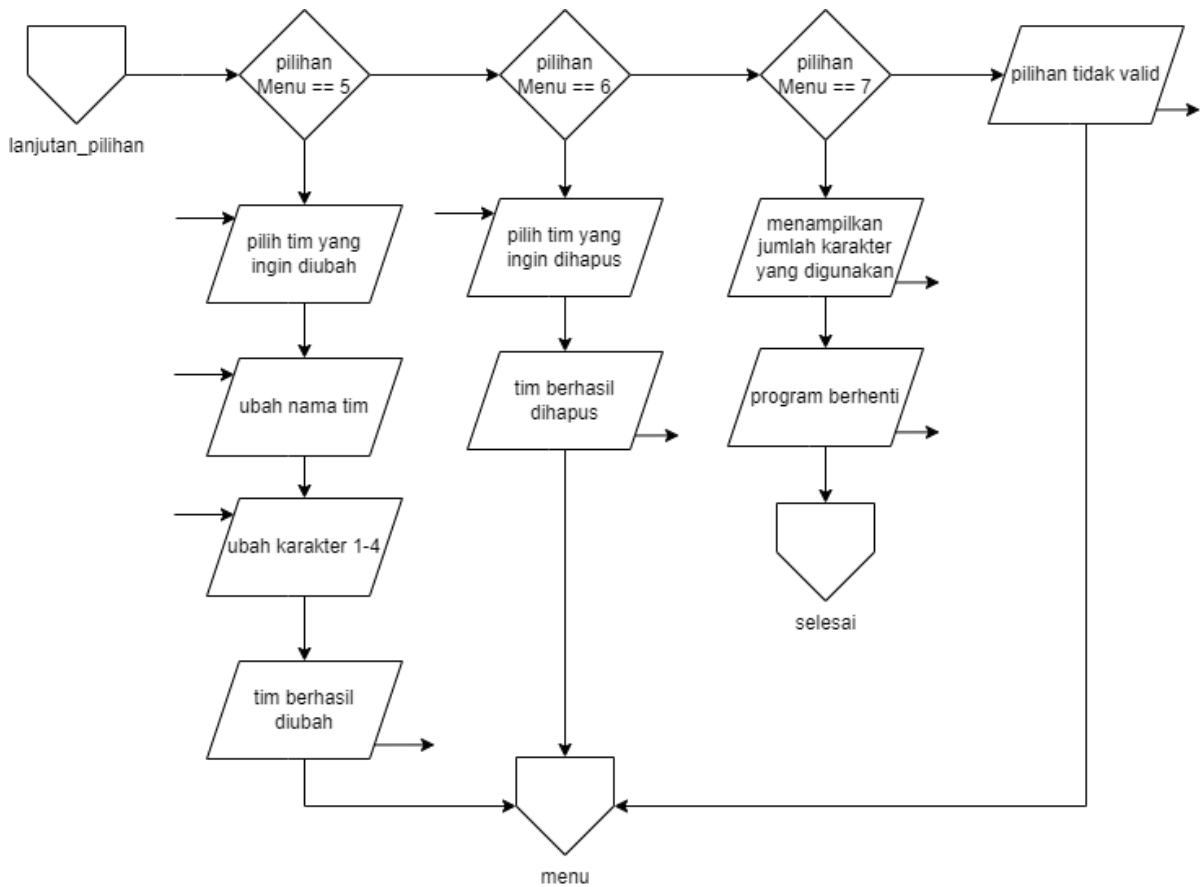 lanjutan_pilihan
pilihan
Menu == 5
pilihan
Menu == 6
pilihan
Menu == 7
pilihan tidak valid
pilih tim yang
ingin diubah
ubah nama tim
ubah karakter 1-4
tim berhasil
diubah
pilih tim yang
ingin dihapus
tim berhasil
dihapus
menampilkan
jumlah karakter
yang digunakan
program berhenti
selesai
menu